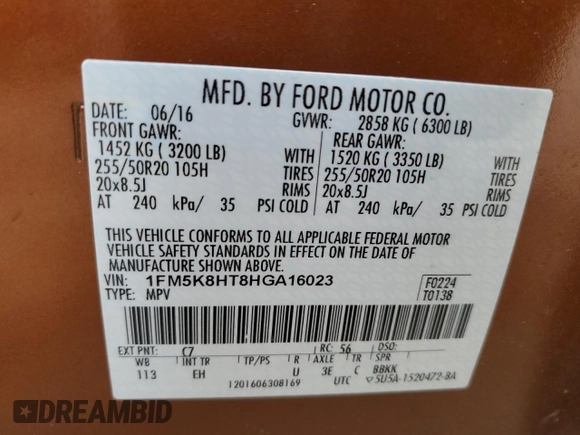 MFD. BY FORD MOTOR CO.
DATE: 06/16 GVWR: 2858 KG ( 6300 LB)
FRONT GAWR: REAR GAWR:
1452 KG ( 3200 LB) WITH 1520 KG ( 3350 LB) WITH
255/50R20 105H TIRES 255/50R20 105H TIRES
20x8.5J RIMS 20x8.5J RIMS
AT 240 kPa/ 35 PSI COLD AT 240 kPa/ 35 PSI COLD
THIS VEHICLE CONFORMS TO ALL APPLICABLE FEDERAL MOTOR
VEHICLE SAFETY STANDARDS IN EFFECT ON THE DATE OF
MANUFACTURE SHOWN ABOVE.
VIN: 1FM5K8HT8HGA16023 F0224
TYPE: MPV T0138
EXT PNT: C7 RC: 56 DSO:
WB INT TR TP/PS R AXLE TR SPR
113 EH U 3E C BBKK
1201606308169 UTC ▽5U5A-1520472-BA
DREAMBID